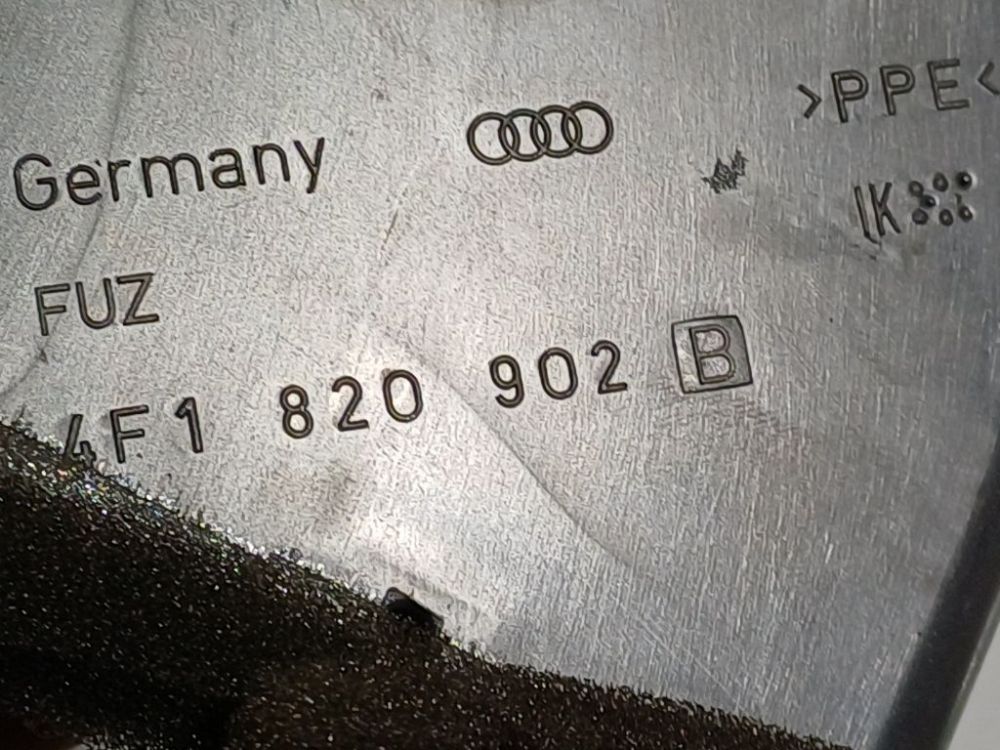 >PPE<
Germany
IK
FUZ
4F1 820 902 B